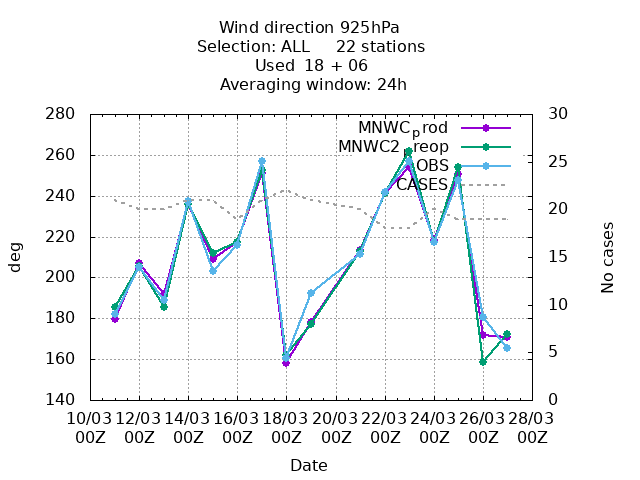 Wind direction 925hPa
Selection: ALL     22 stations
Used  18 + 06
Averaging window: 24h
280
260
240
220
200
180
160
140
30
25
20
15
10
5
0
MNWC_prod
MNWC2_preop
OBS
CASES
deg
No cases
10/03 12/03 14/03 16/03 18/03 20/03 22/03 24/03 26/03 28/03
00Z 00Z 00Z 00Z 00Z 00Z 00Z 00Z 00Z 00Z
Date